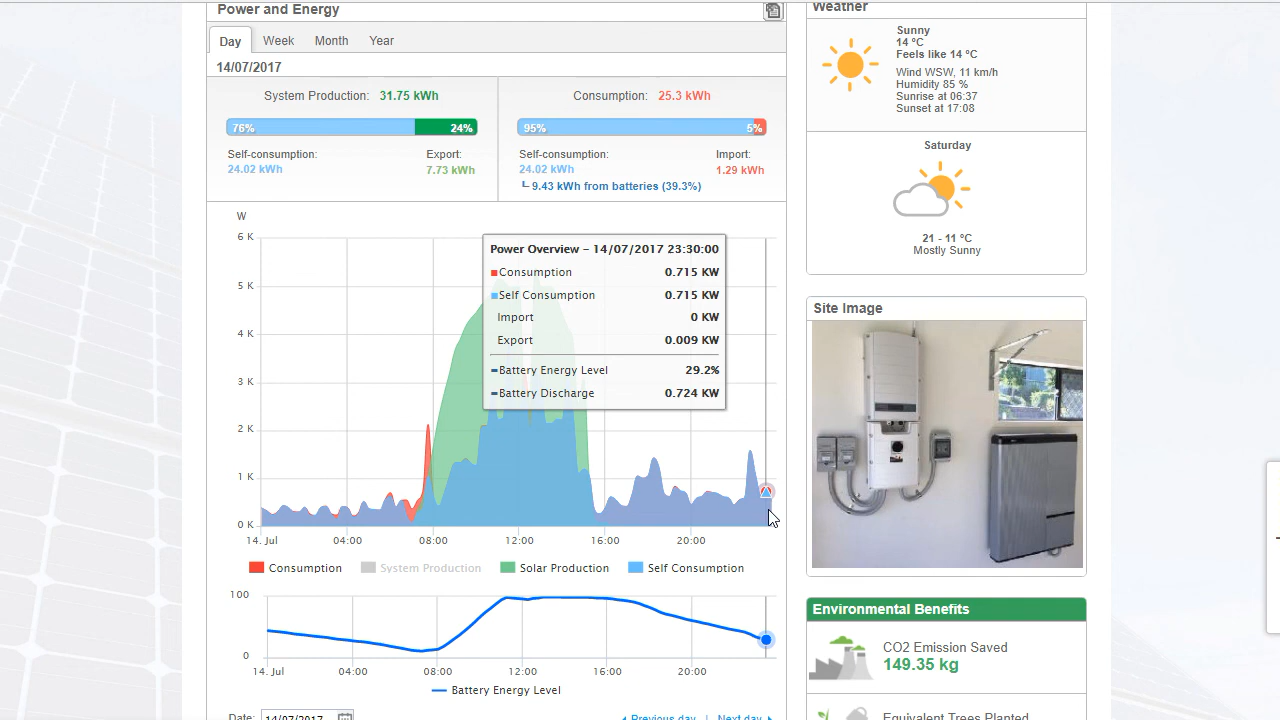 Power and Energy
Day Week Month Year
14/07/2017
System Production: 31.75 kWh
76% 24%
Self-consumption: Export:
24.02 kWh 7.73 kWh
Consumption: 25.3 kWh
95% 5%
Self-consumption: Import:
24.02 kWh 1.29 kWh
9.43 kWh from batteries (39.3%)
W
6 K
5 K
4 K
3 K
2 K
1 K
0 K
14. Jul 04:00 08:00 12:00 16:00 20:00
Power Overview - 14/07/2017 23:30:00
Consumption 0.715 KW
Self Consumption 0.715 KW
Import 0 KW
Export 0.009 KW
Battery Energy Level 29.2%
Battery Discharge 0.724 KW
Consumption System Production Solar Production Self Consumption
100
0
14. Jul 04:00 08:00 12:00 16:00 20:00
Battery Energy Level
Date: 14/07/2017 Previous day | Next day
Weather
Sunny
14 ºC
Feels like 14 ºC
Wind WSW, 11 km/h
Humidity 85 %
Sunrise at 06:37
Sunset at 17:08
Saturday
21 - 11 ºC
Mostly Sunny
Site Image
Environmental Benefits
CO2 Emission Saved
149.35 kg
Equivalent Trees Planted